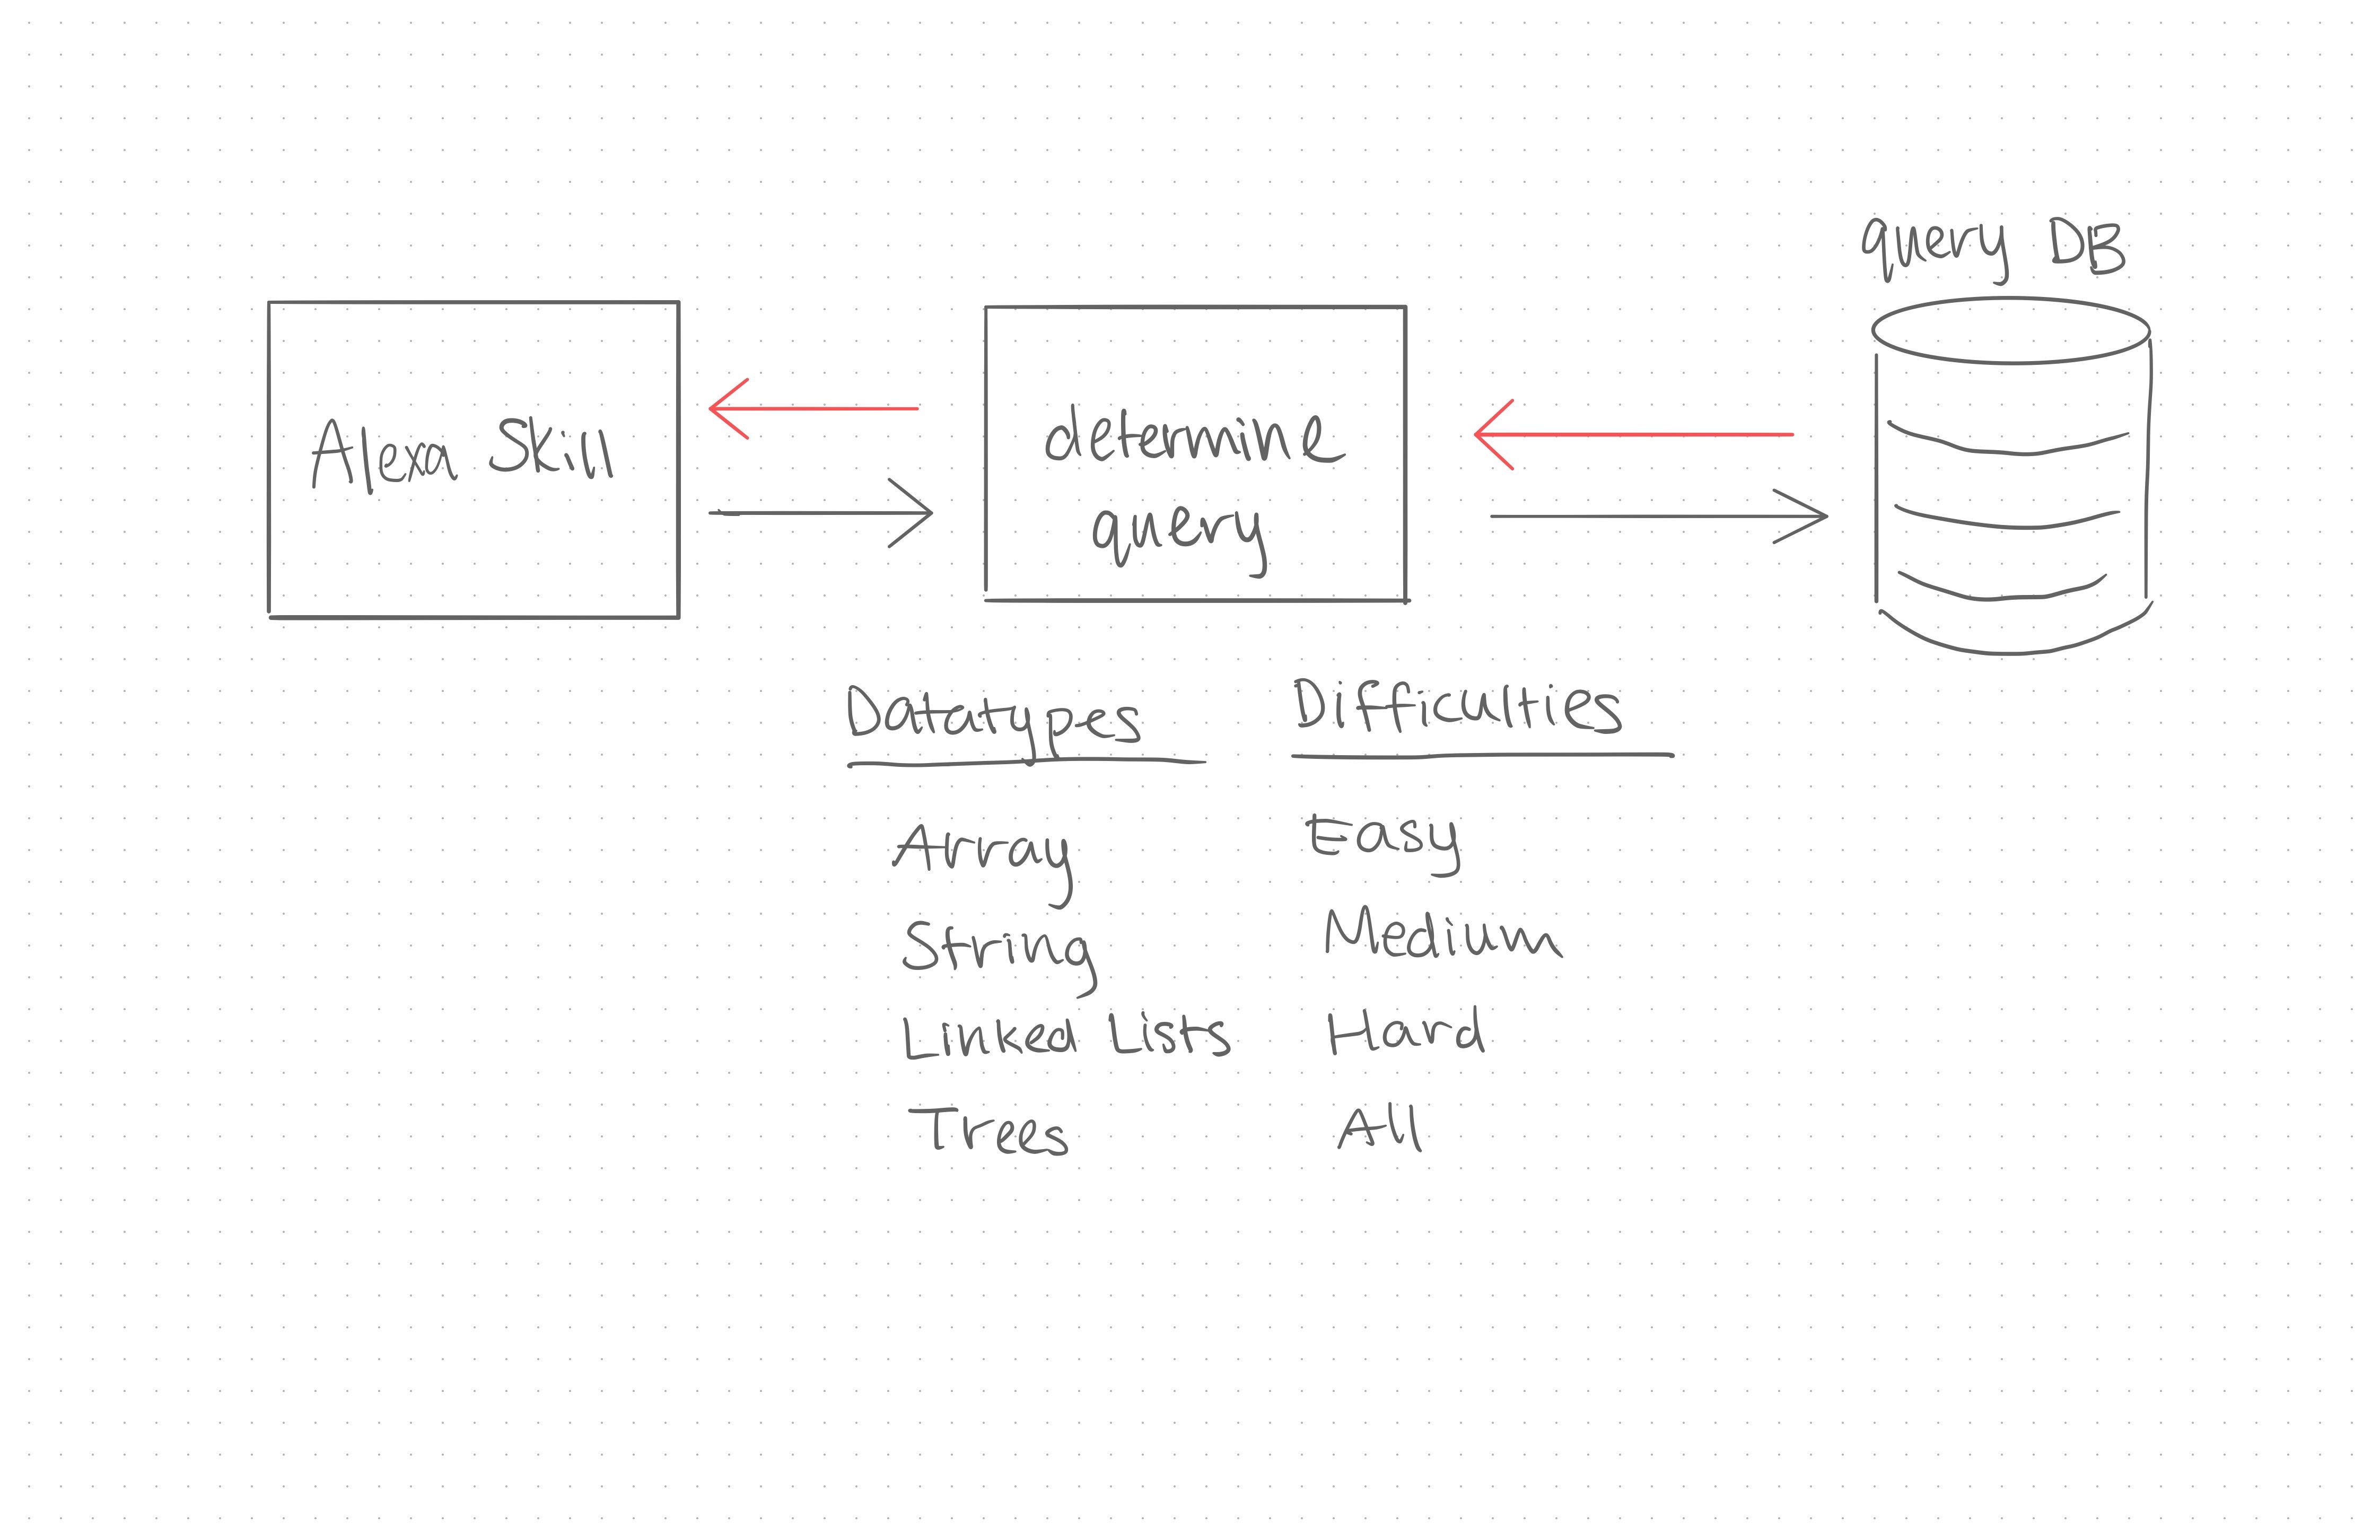 query DB
Alexa Skill
determine
query
Datatypes
Difficulties
Array
Easy
String
Medium
Linked Lists
Hard
Trees
All